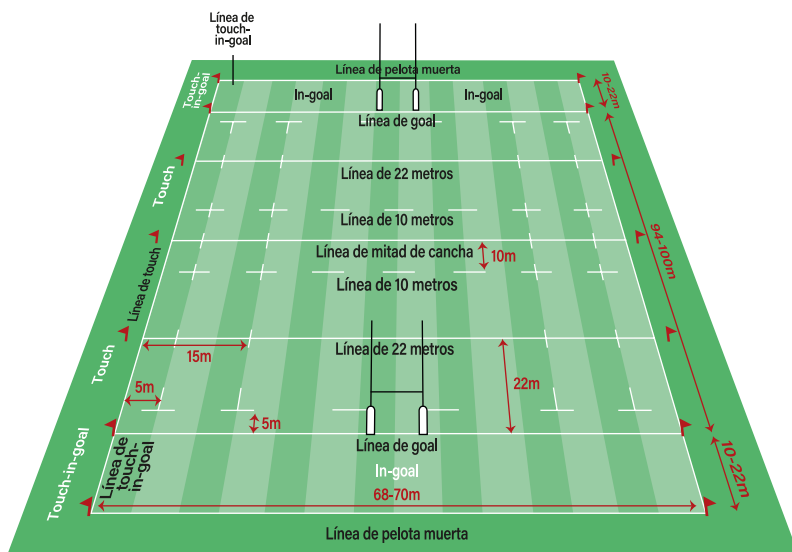 Línea de
touch-
in-goal
Línea de pelota muerta
Touch-
in-goal
10-22m
In-goal
In-goal
Línea de goal
Touch
Línea de 22 metros
Línea de 10 metros
94-100m
Línea de mitad de cancha
10m
Línea de touch
Línea de 10 metros
Touch
Línea de 22 metros
15m
22m
5m
5m
Línea de goal
Touch-in-goal
Línea de
touch-
in-goal
In-goal
10-22m
68-70m
Línea de pelota muerta